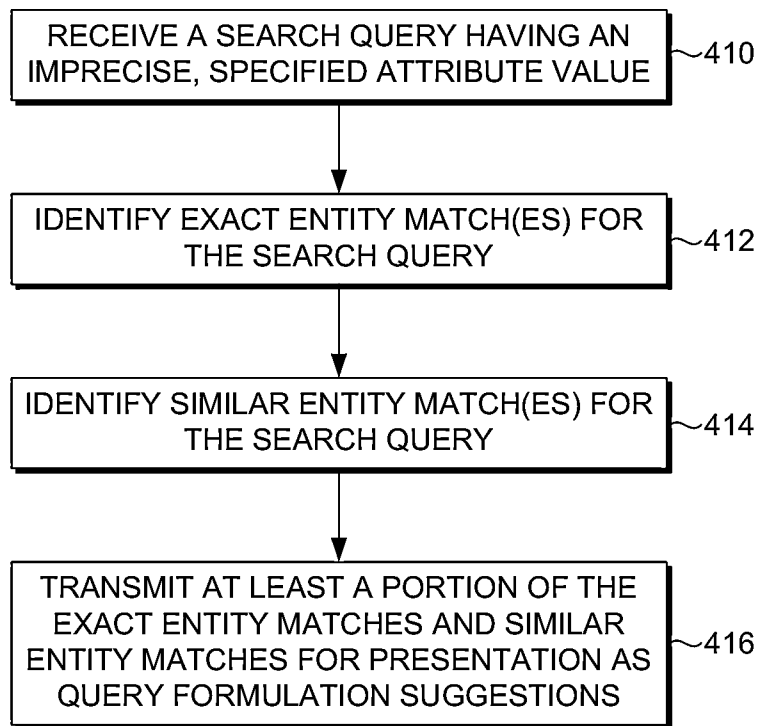 RECEIVE A SEARCH QUERY HAVING AN
IMPRECISE, SPECIFIED ATTRIBUTE VALUE
410
IDENTIFY EXACT ENTITY MATCH(ES) FOR
THE SEARCH QUERY
412
IDENTIFY SIMILAR ENTITY MATCH(ES) FOR
THE SEARCH QUERY
414
TRANSMIT AT LEAST A PORTION OF THE
EXACT ENTITY MATCHES AND SIMILAR
ENTITY MATCHES FOR PRESENTATION AS
QUERY FORMULATION SUGGESTIONS
416